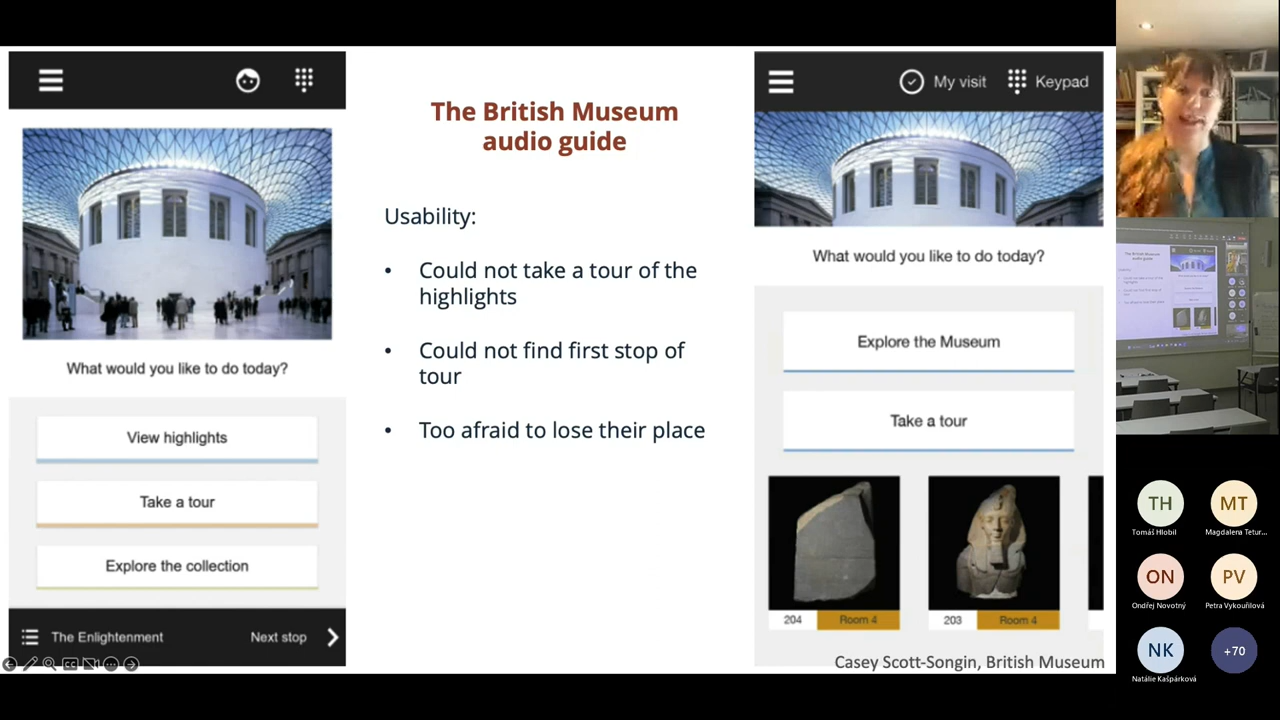 The British Museum
audio guide
Usability:
• Could not take a tour of the
highlights
• Could not find first stop of
tour
• Too afraid to lose their place
What would you like to do today?
View highlights
Take a tour
Explore the collection
The Enlightenment
Next stop
My visit
Keypad
What would you like to do today?
Explore the Museum
Take a tour
204
Room 4
203
Room 4
Casey Scott-Songin, British Museum
TH
Tomáš Hlobil
MT
Magdalena Tetur...
ON
Ondřej Novotný
PV
Petra Vykouřilová
NK
Natálie Kašpárková
+70